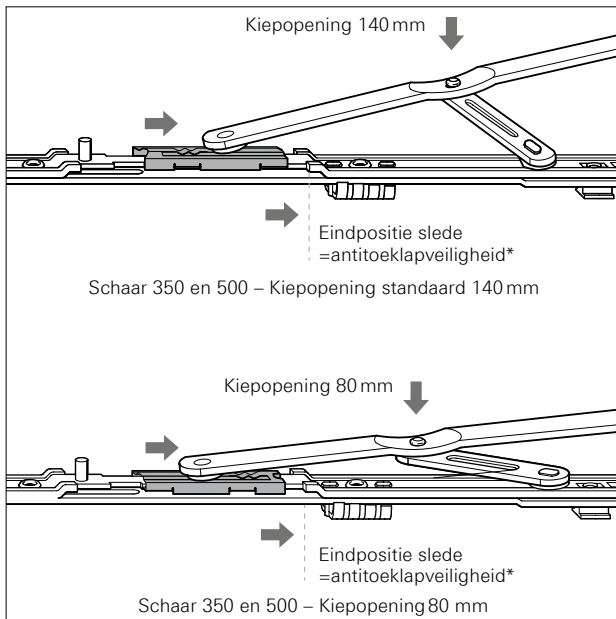 Kiepopening 140 mm
Eindpositie slede
=antitoeklapveiligheid*
Schaar 350 en 500 – Kiepopening standaard 140 mm
Kiepopening 80 mm
Eindpositie slede
=antitoeklapveiligheid*
Schaar 350 en 500 – Kiepopening 80 mm